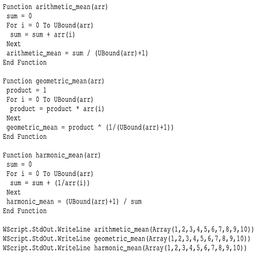 Function arithmetic_mean(arr)
sum = 0
For i = 0 To UBound(arr)
sum = sum + arr(i)
Next
arithmetic_mean = sum / (UBound(arr)+1)
End Function

Function geometric_mean(arr)
product = 1
For i = 0 To UBound(arr)
product = product * arr(i)
Next
geometric_mean = product ^ (1/(UBound(arr)+1))
End Function

Function harmonic_mean(arr)
sum = 0
For i = 0 To UBound(arr)
sum = sum + (1/arr(i))
Next
harmonic_mean = (UBound(arr)+1) / sum
End Function

WScript.StdOut.WriteLine arithmetic_mean(Array(1,2,3,4,5,6,7,8,9,10))
WScript.StdOut.WriteLine geometric_mean(Array(1,2,3,4,5,6,7,8,9,10))
WScript.StdOut.WriteLine harmonic_mean(Array(1,2,3,4,5,6,7,8,9,10))